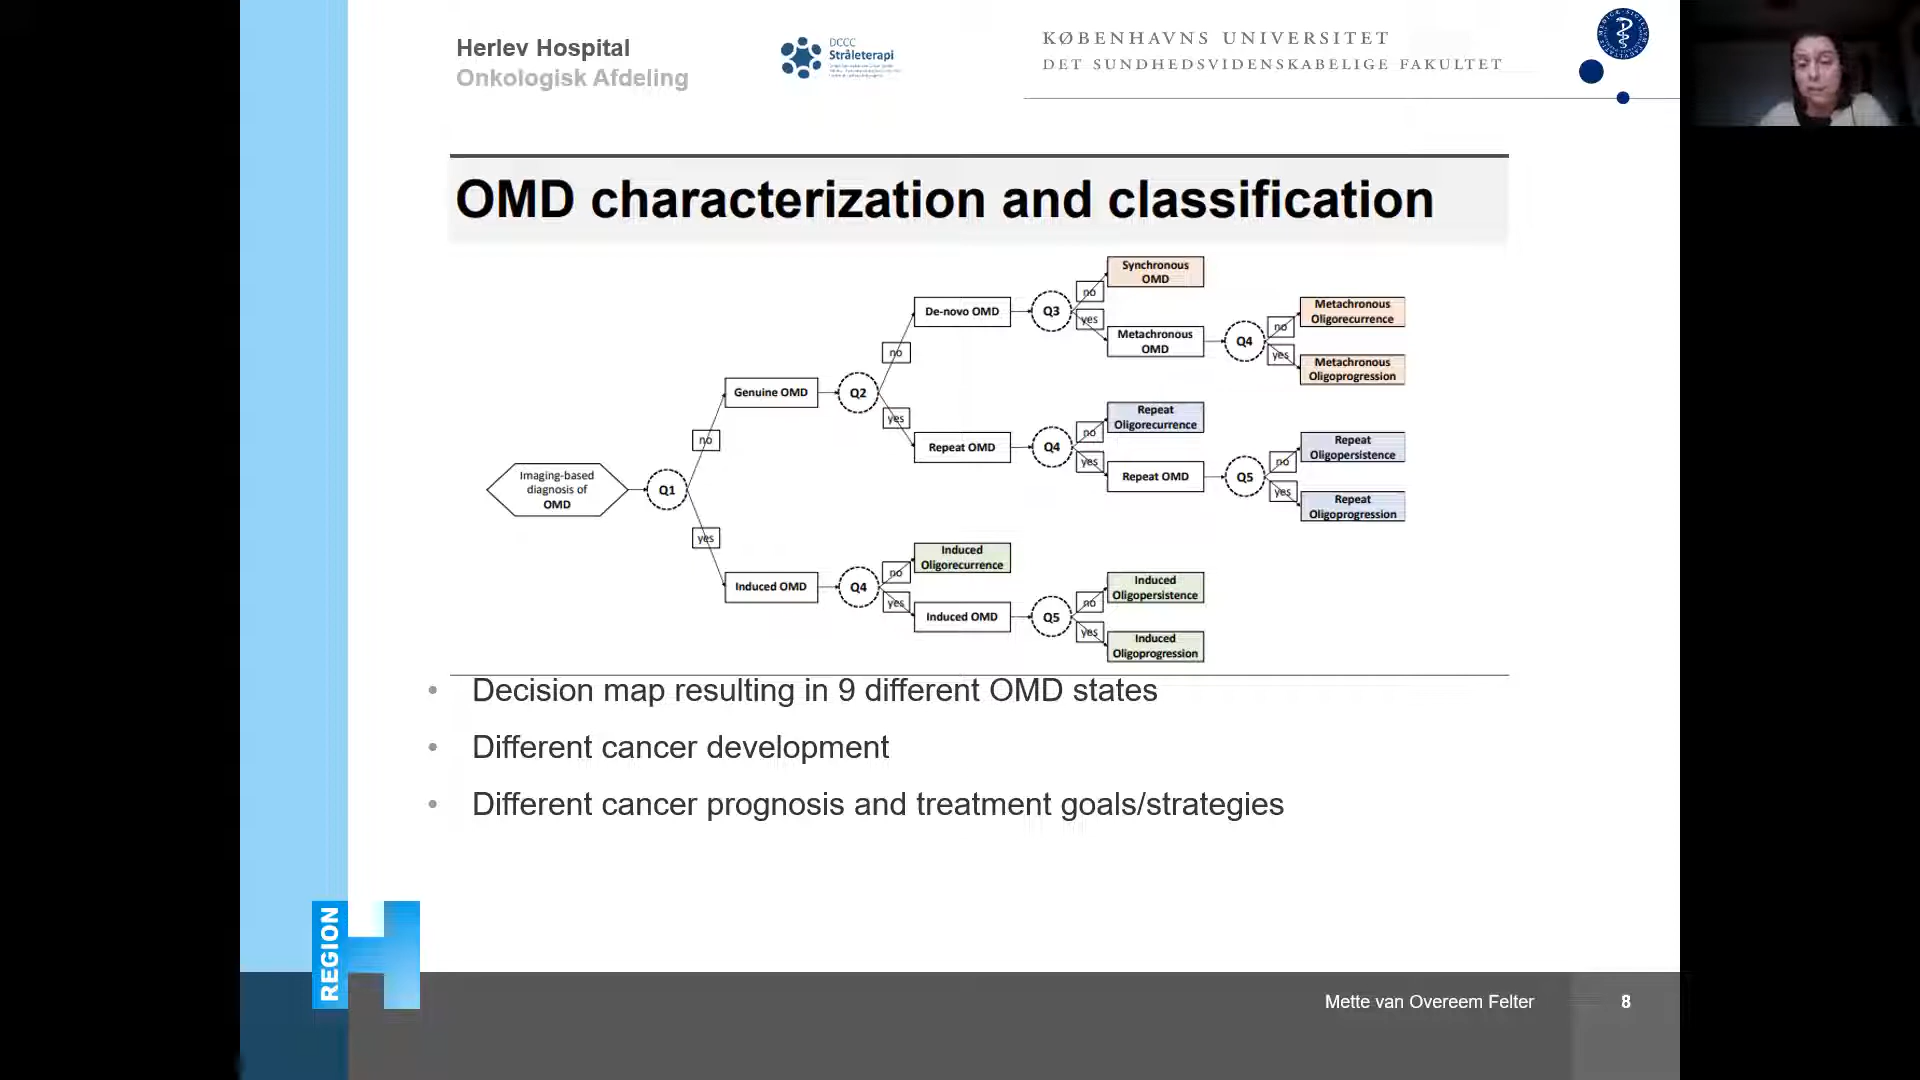 Herlev Hospital
Onkologisk Afdeling
DCCC
Stråleterapi
KØBENHAVNS UNIVERSITET
DET SUNDHEDSVIDENSKABELIGE FAKULTET
OMD characterization and classification
Imaging-based
diagnosis of
OMD
Q1
no
yes
Genuine OMD
Q2
no
yes
De-novo OMD
Q3
no
yes
Synchronous
OMD
Metachronous
OMD
Q4
no
yes
Metachronous
Oligorecurrence
Metachronous
Oligoprogression
Repeat OMD
Q4
no
yes
Repeat
Oligorecurrence
Repeat OMD
Q5
no
yes
Repeat
Oligopersistence
Repeat
Oligoprogression
Induced OMD
Q4
no
yes
Induced
Oligorecurrence
Induced OMD
Q5
no
yes
Induced
Oligopersistence
Induced
Oligoprogression
• Decision map resulting in 9 different OMD states
• Different cancer development
• Different cancer prognosis and treatment goals/strategies
REGION
Mette van Overeem Felter
8